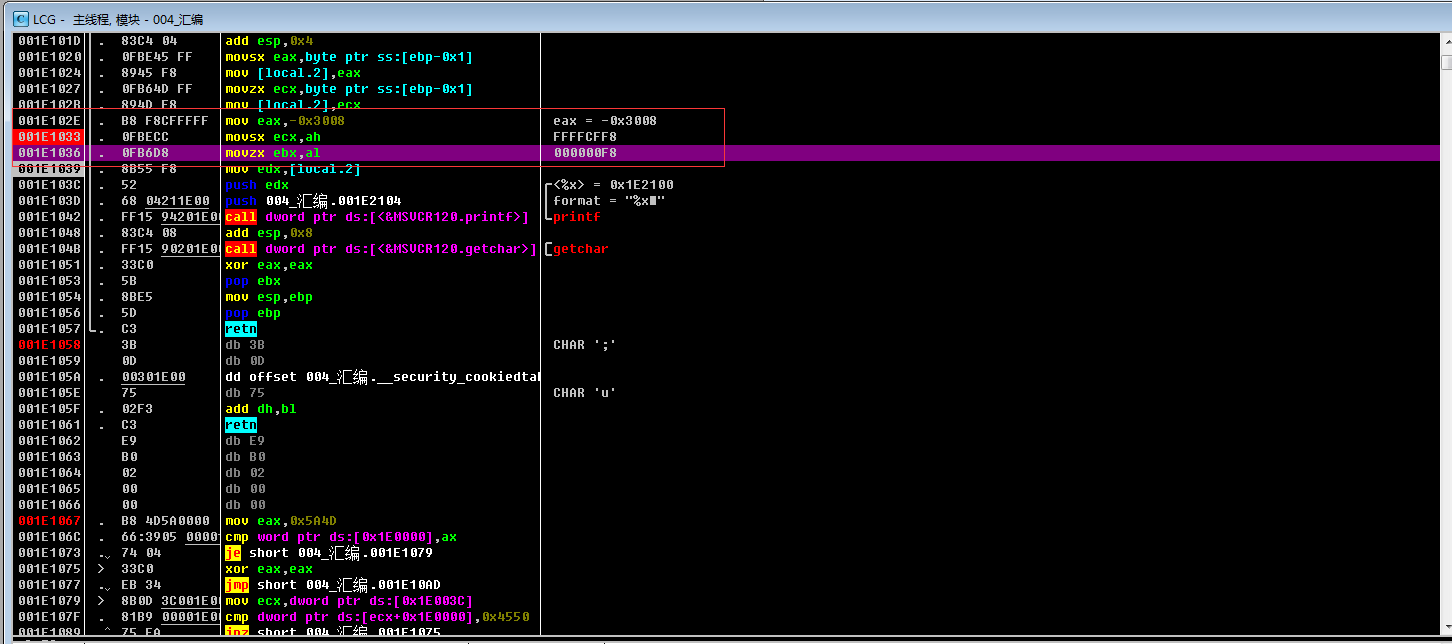 LCG - 主线程, 模块 - 004_汇编
001E101D . 83C4 04 add esp,0x4
001E1020 . 0FBE45 FF movsx eax,byte ptr ss:[ebp-0x1]
001E1024 . 8945 F8 mov [local.2],eax
001E1027 . 0FB64D FF movzx ecx,byte ptr ss:[ebp-0x1]
001E102B . 894D F8 mov [local.2],ecx
001E102E . B8 F8CFFFFF mov eax,-0x3008 eax = -0x3008
001E1033 . 0FBECC movsx ecx,ah FFFFCFF8
001E1036 . 0FB6D8 movzx ebx,al 000000F8
001E1039 . 8B55 F8 mov edx,[local.2]
001E103C . 52 push edx <%x> = 0x1E2100
001E103D . 68 04211E00 push 004_汇编.001E2104 format = "%x■"
001E1042 . FF15 94201E00 call dword ptr ds:[<&MSVCR120.printf>] printf
001E1048 . 83C4 08 add esp,0x8
001E104B . FF15 90201E00 call dword ptr ds:[<&MSVCR120.getchar>] getchar
001E1051 . 33C0 xor eax,eax
001E1053 . 5B pop ebx
001E1054 . 8BE5 mov esp,ebp
001E1056 . 5D pop ebp
001E1057 . C3 retn
001E1058 3B db 3B CHAR ';'
001E1059 0D db 0D
001E105A . 00301E00 dd offset 004_汇编.__security_cookiedtal
001E105E 75 db 75 CHAR 'u'
001E105F . 02F3 add dh,bl
001E1061 . C3 retn
001E1062 E9 db E9
001E1063 B0 db B0
001E1064 02 db 02
001E1065 00 db 00
001E1066 00 db 00
001E1067 . B8 4D5A0000 mov eax,0x5A4D
001E106C . 66:3905 0000 cmp word ptr ds:[0x1E0000],ax
001E1073 . 74 04 je short 004_汇编.001E1079
001E1075 > 33C0 xor eax,eax
001E1077 . EB 34 jmp short 004_汇编.001E10AD
001E1079 > 8B0D 3C001E00 mov ecx,dword ptr ds:[0x1E003C]
001E107F . 81B9 00001E00 cmp dword ptr ds:[ecx+0x1E0000],0x4550
001E1089 . 75 EA jnz short 004_汇编.001E1075